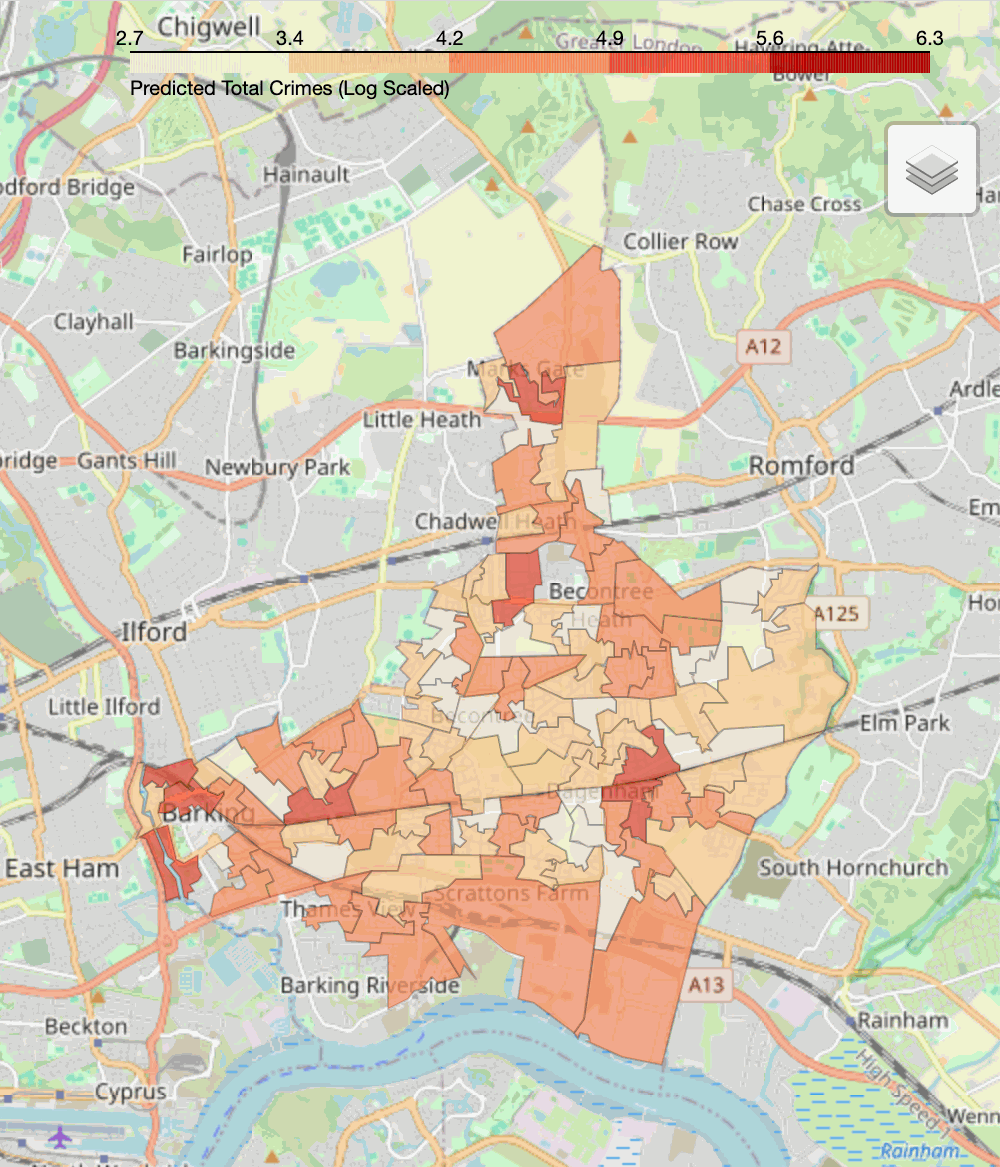 Chigwell
2.7 3.4 4.2 4.9 5.6 6.3
Greater London
Havering-Atte-
Bower
Predicted Total Crimes (Log Scaled)
Hainault
odford Bridge
Chase Cross
Har
Collier Row
Fairlop
Clayhall
Barkingside
A12
Marks Gate
Ardle
Little Heath
bridge
Gants Hill
Newbury Park
Romford
Em
Chadwell Heath
Becontree
Heath
Hor
A125
Ilford
Little Ilford
Becontree
Elm Park
Dagenham
Barking
East Ham
South Hornchurch
Scrattons Farm
Thames View
Barking Riverside
A13
Beckton
Rainham
High Speed 1
Cyprus
Wenn
Rainham